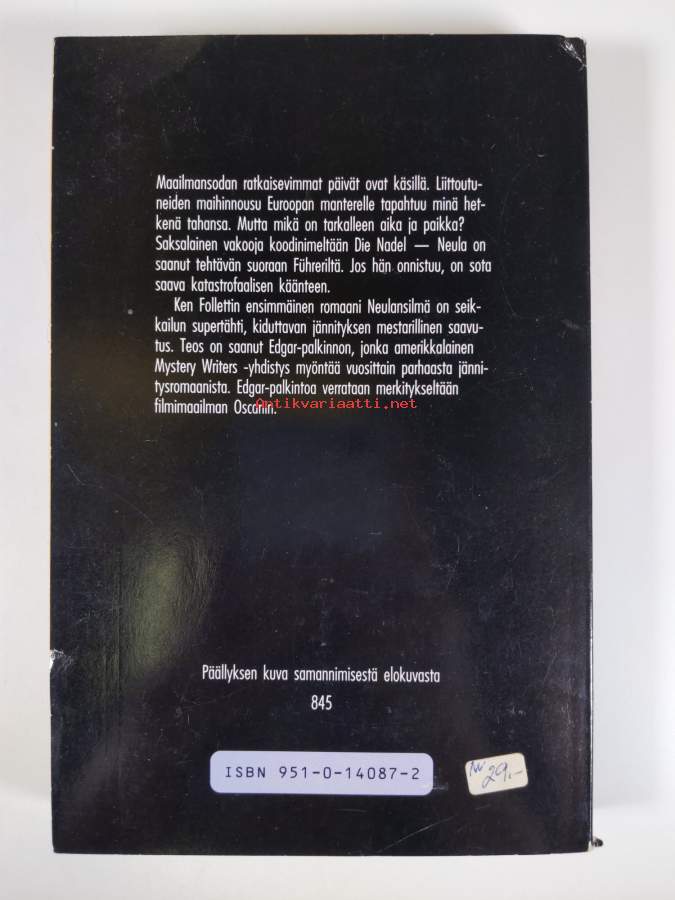 Maailmansodan ratkaisevimmat päivät ovat käsillä. Liittoutu-
neiden maihinnousu Euroopan manterelle tapahtuu minä het-
kenä tahansa. Mutta mikä on tarkalleen aika ja paikka?
Saksalainen vakooja koodinimeltään Die Nadel — Neula on
saanut tehtävän suoraan Führeriltä. Jos hän onnistuu, on sota
saava katastrofaalisen käänteen.
Ken Follettin ensimmäinen romaani Neulansilmä on seik-
kailun supertähti, kiduttavan jännityksen mestarillinen saavu-
tus. Teos on saanut Edgar-palkinnon, jonka amerikkalainen
Mystery Writers -yhdistys myöntää vuosittain parhaasta jänni-
tysromaanista. Edgar-palkintoa verrataan merkitykseltään
filmimaailman Oscariin.
Antikvariaatti.net
Päällyksen kuva samannimisestä elokuvasta
845
ISBN 951-0-14087-2
29,-